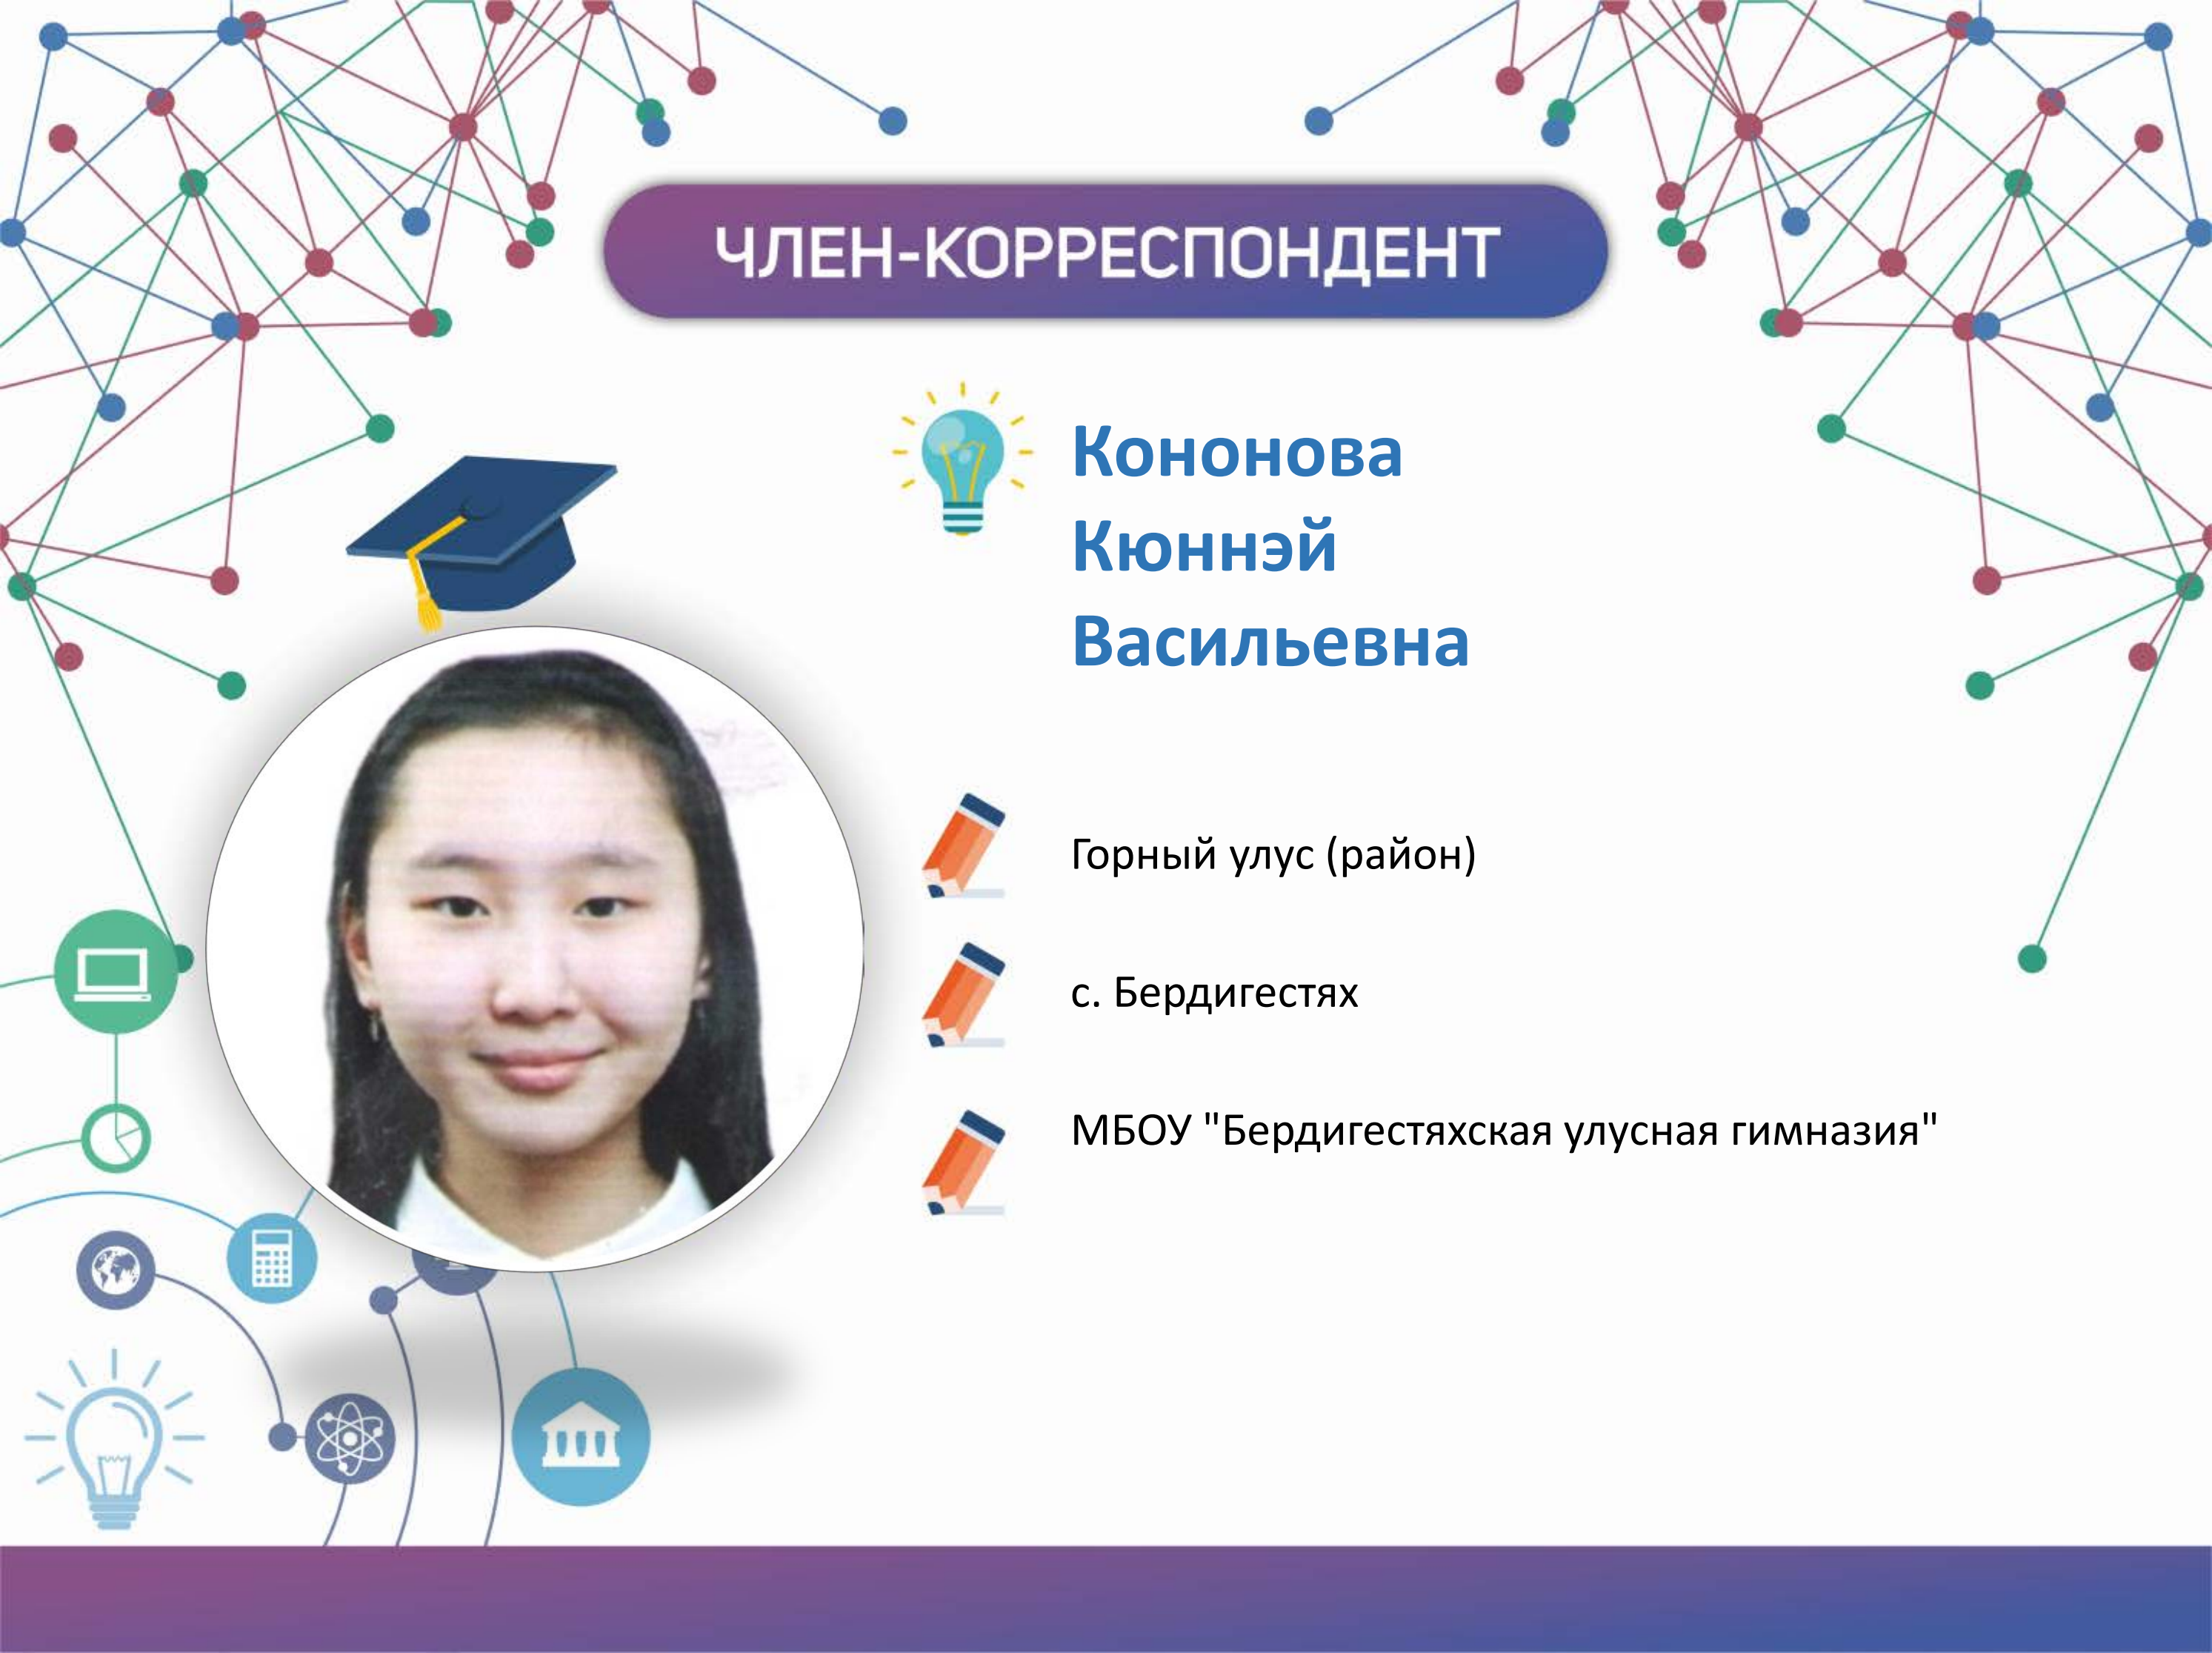 ЧЛЕН-КОРРЕСПОНДЕНТ
Кононова
Кюннэй
Васильевна
Горный улус (район)
с. Бердигестях
МБОУ "Бердигестяхская улусная гимназия"